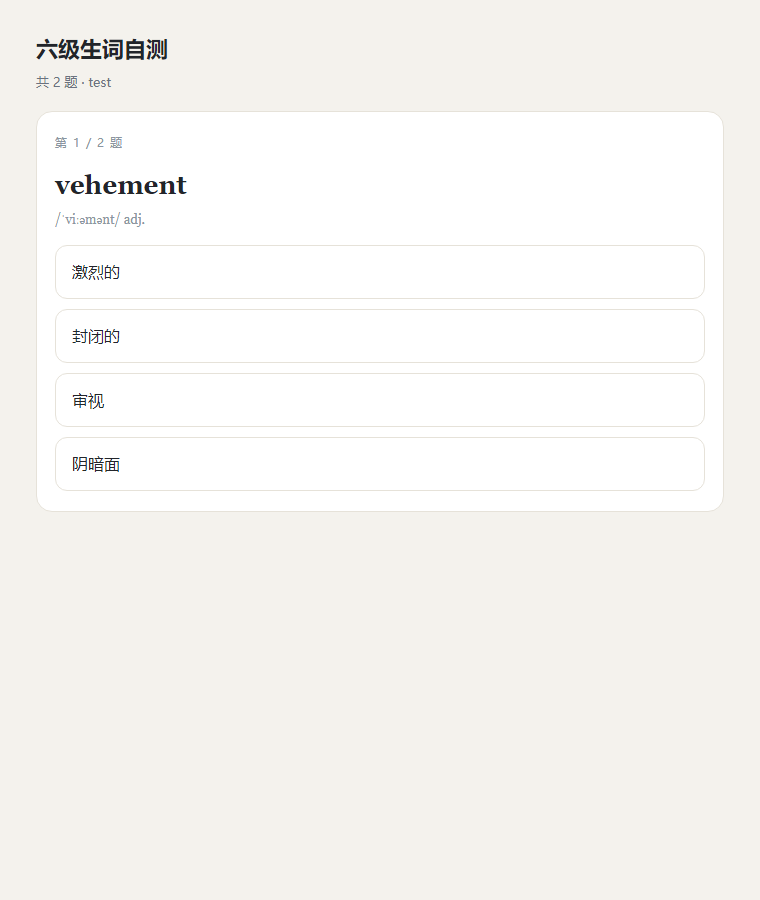 六级生词自测
共 2 题 · test
第 1 / 2 题
vehement
/ˈviːəmənt/ adj.
激烈的
封闭的
审视
阴暗面